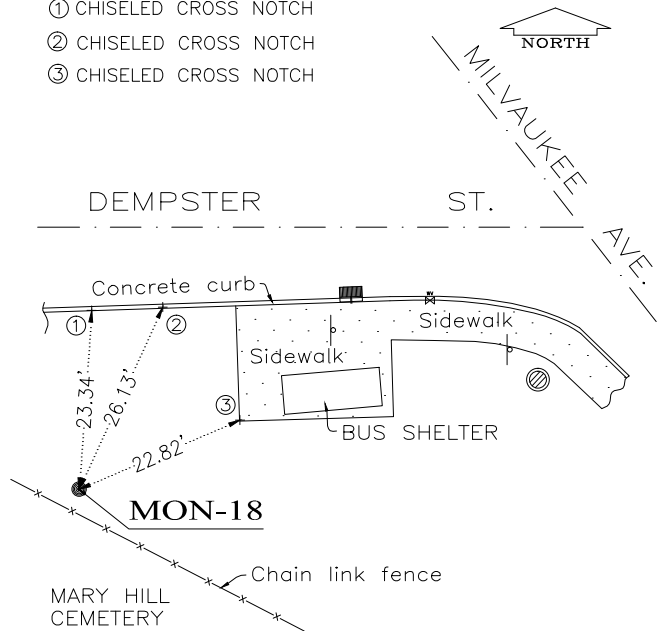 ① CHISELED CROSS NOTCH
② CHISELED CROSS NOTCH
③ CHISELED CROSS NOTCH
NORTH
MILWAUKEE AVE.
DEMPSTER ST.
Concrete curb
WV
①
②
Sidewalk
Sidewalk
③
23.34'
26.13'
22.82'
BUS SHELTER
MON-18
Chain link fence
MARY HILL
CEMETERY